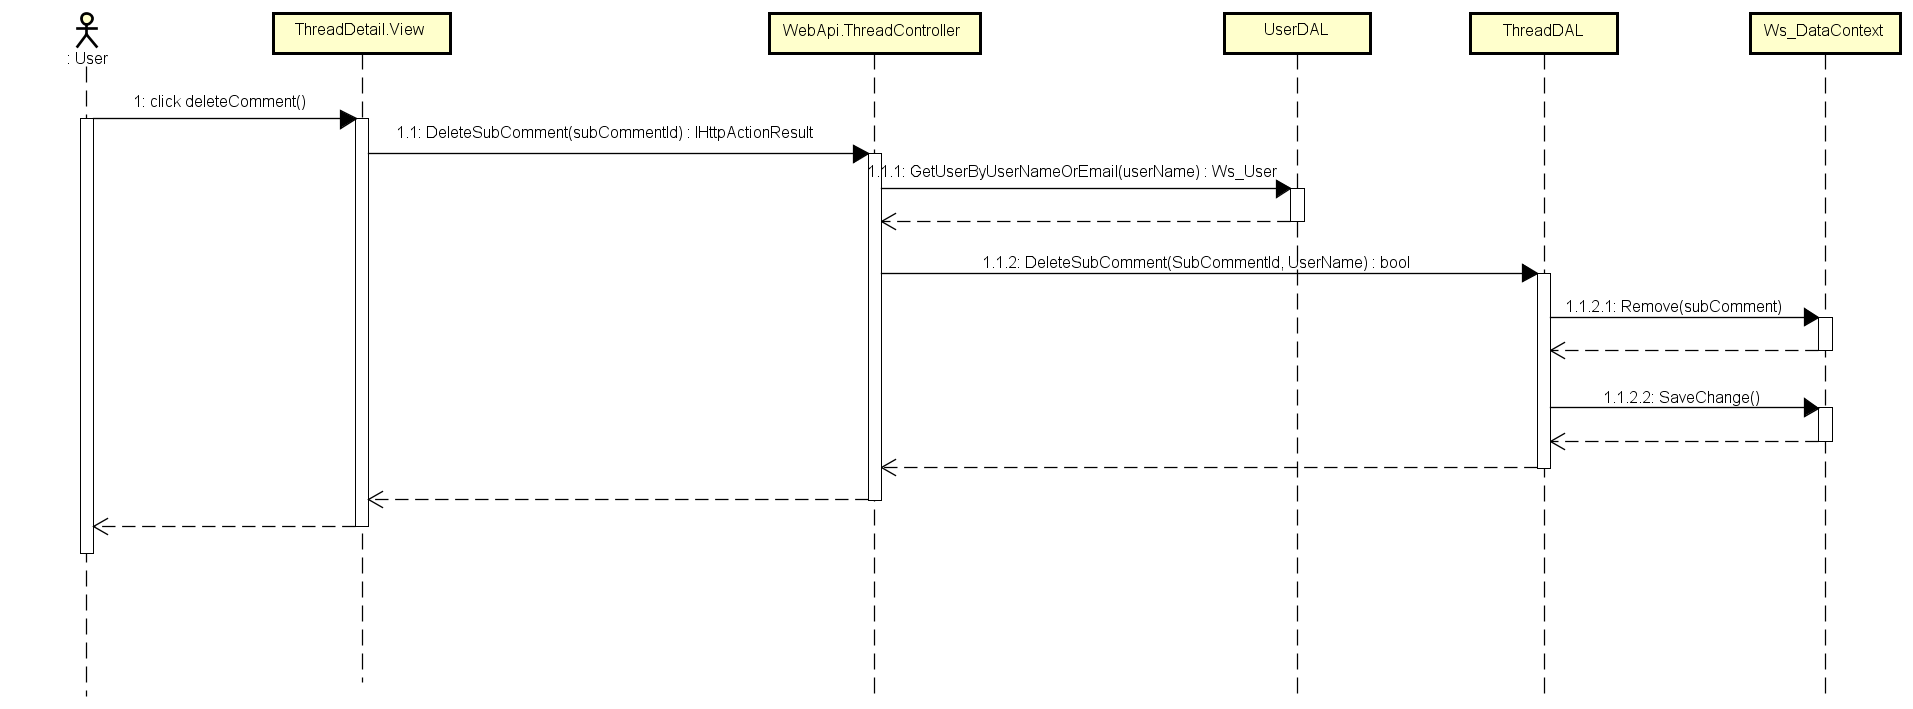 : User
ThreadDetail.View
WebApi.ThreadController
UserDAL
ThreadDAL
Ws_DataContext
1: click deleteComment()
1.1: DeleteSubComment(subCommentId) : IHttpActionResult
1.1.1: GetUserByUserNameOrEmail(userName) : Ws_User
1.1.2: DeleteSubComment(SubCommentId, UserName) : bool
1.1.2.1: Remove(subComment)
1.1.2.2: SaveChange()